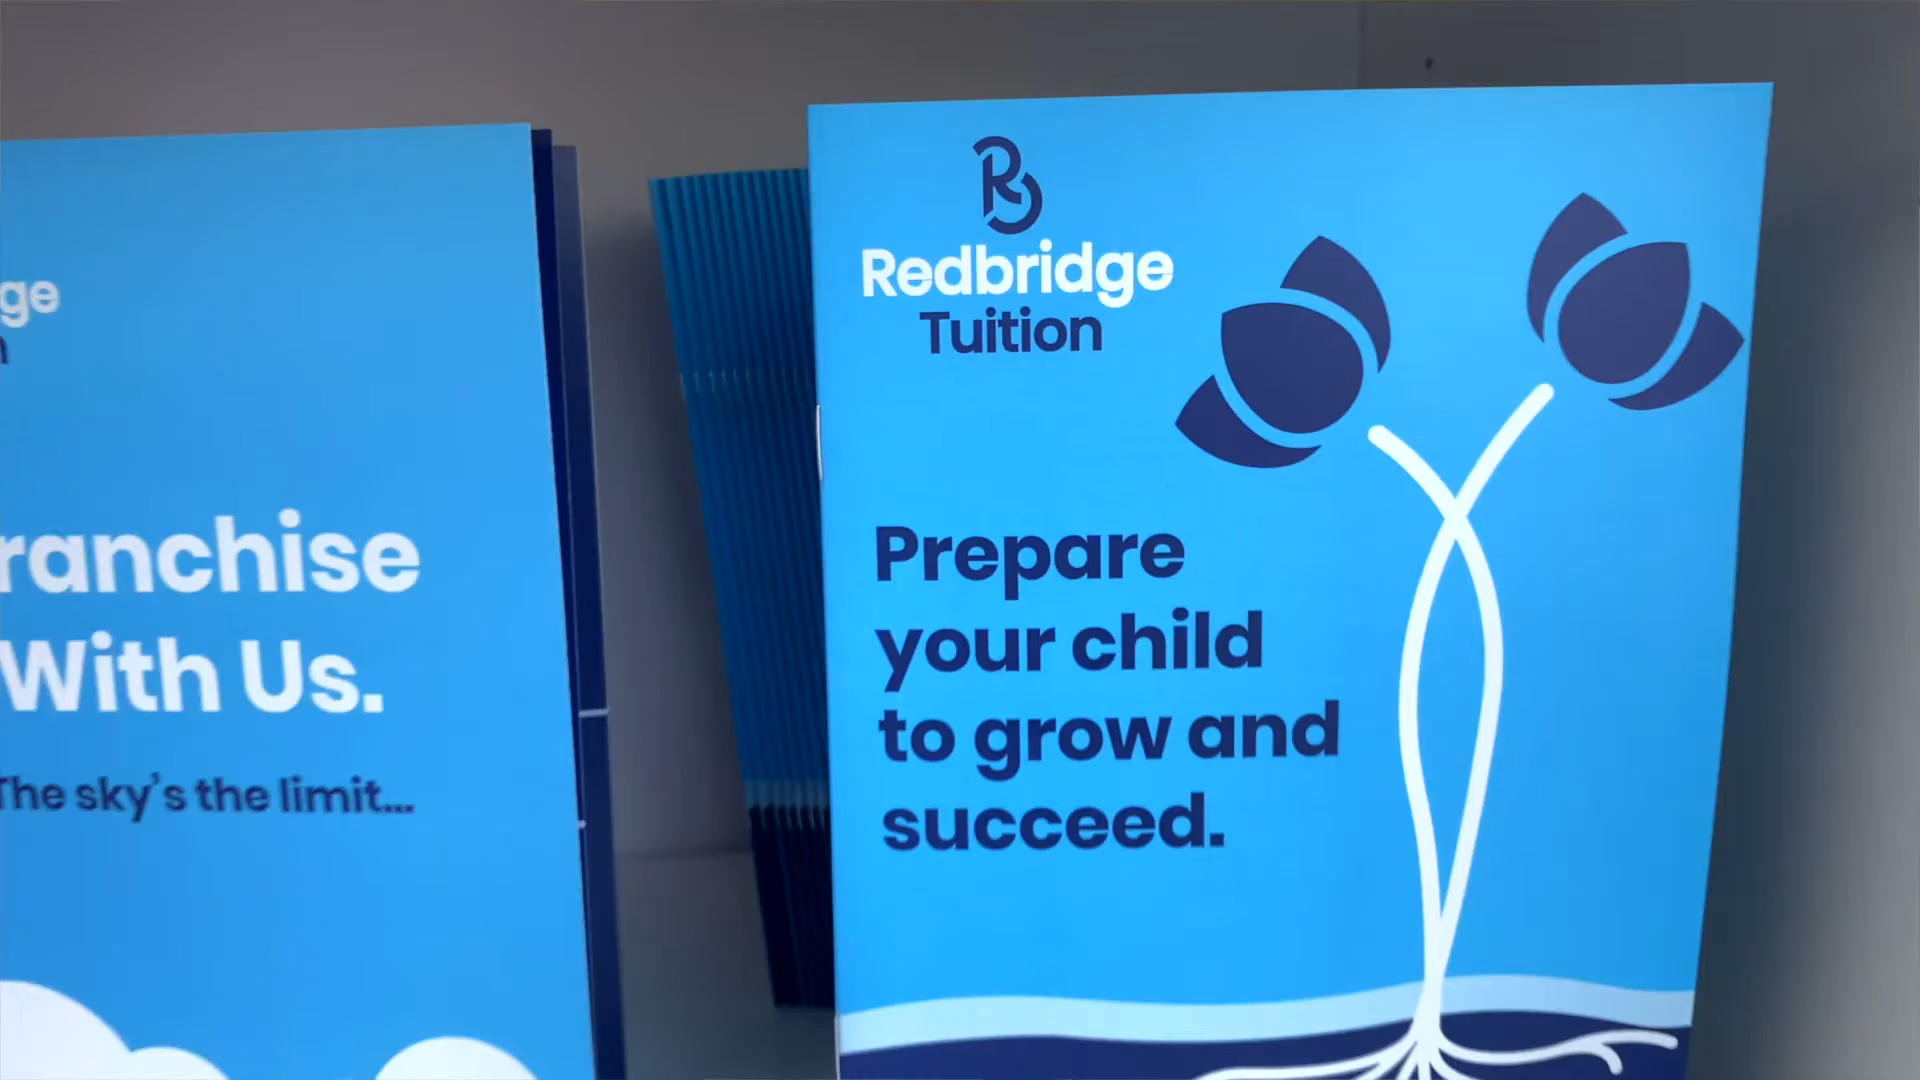 ge
ranchise
With Us.
The sky's the limit...
Redbridge
Tuition
Prepare
your child
to grow and
succeed.